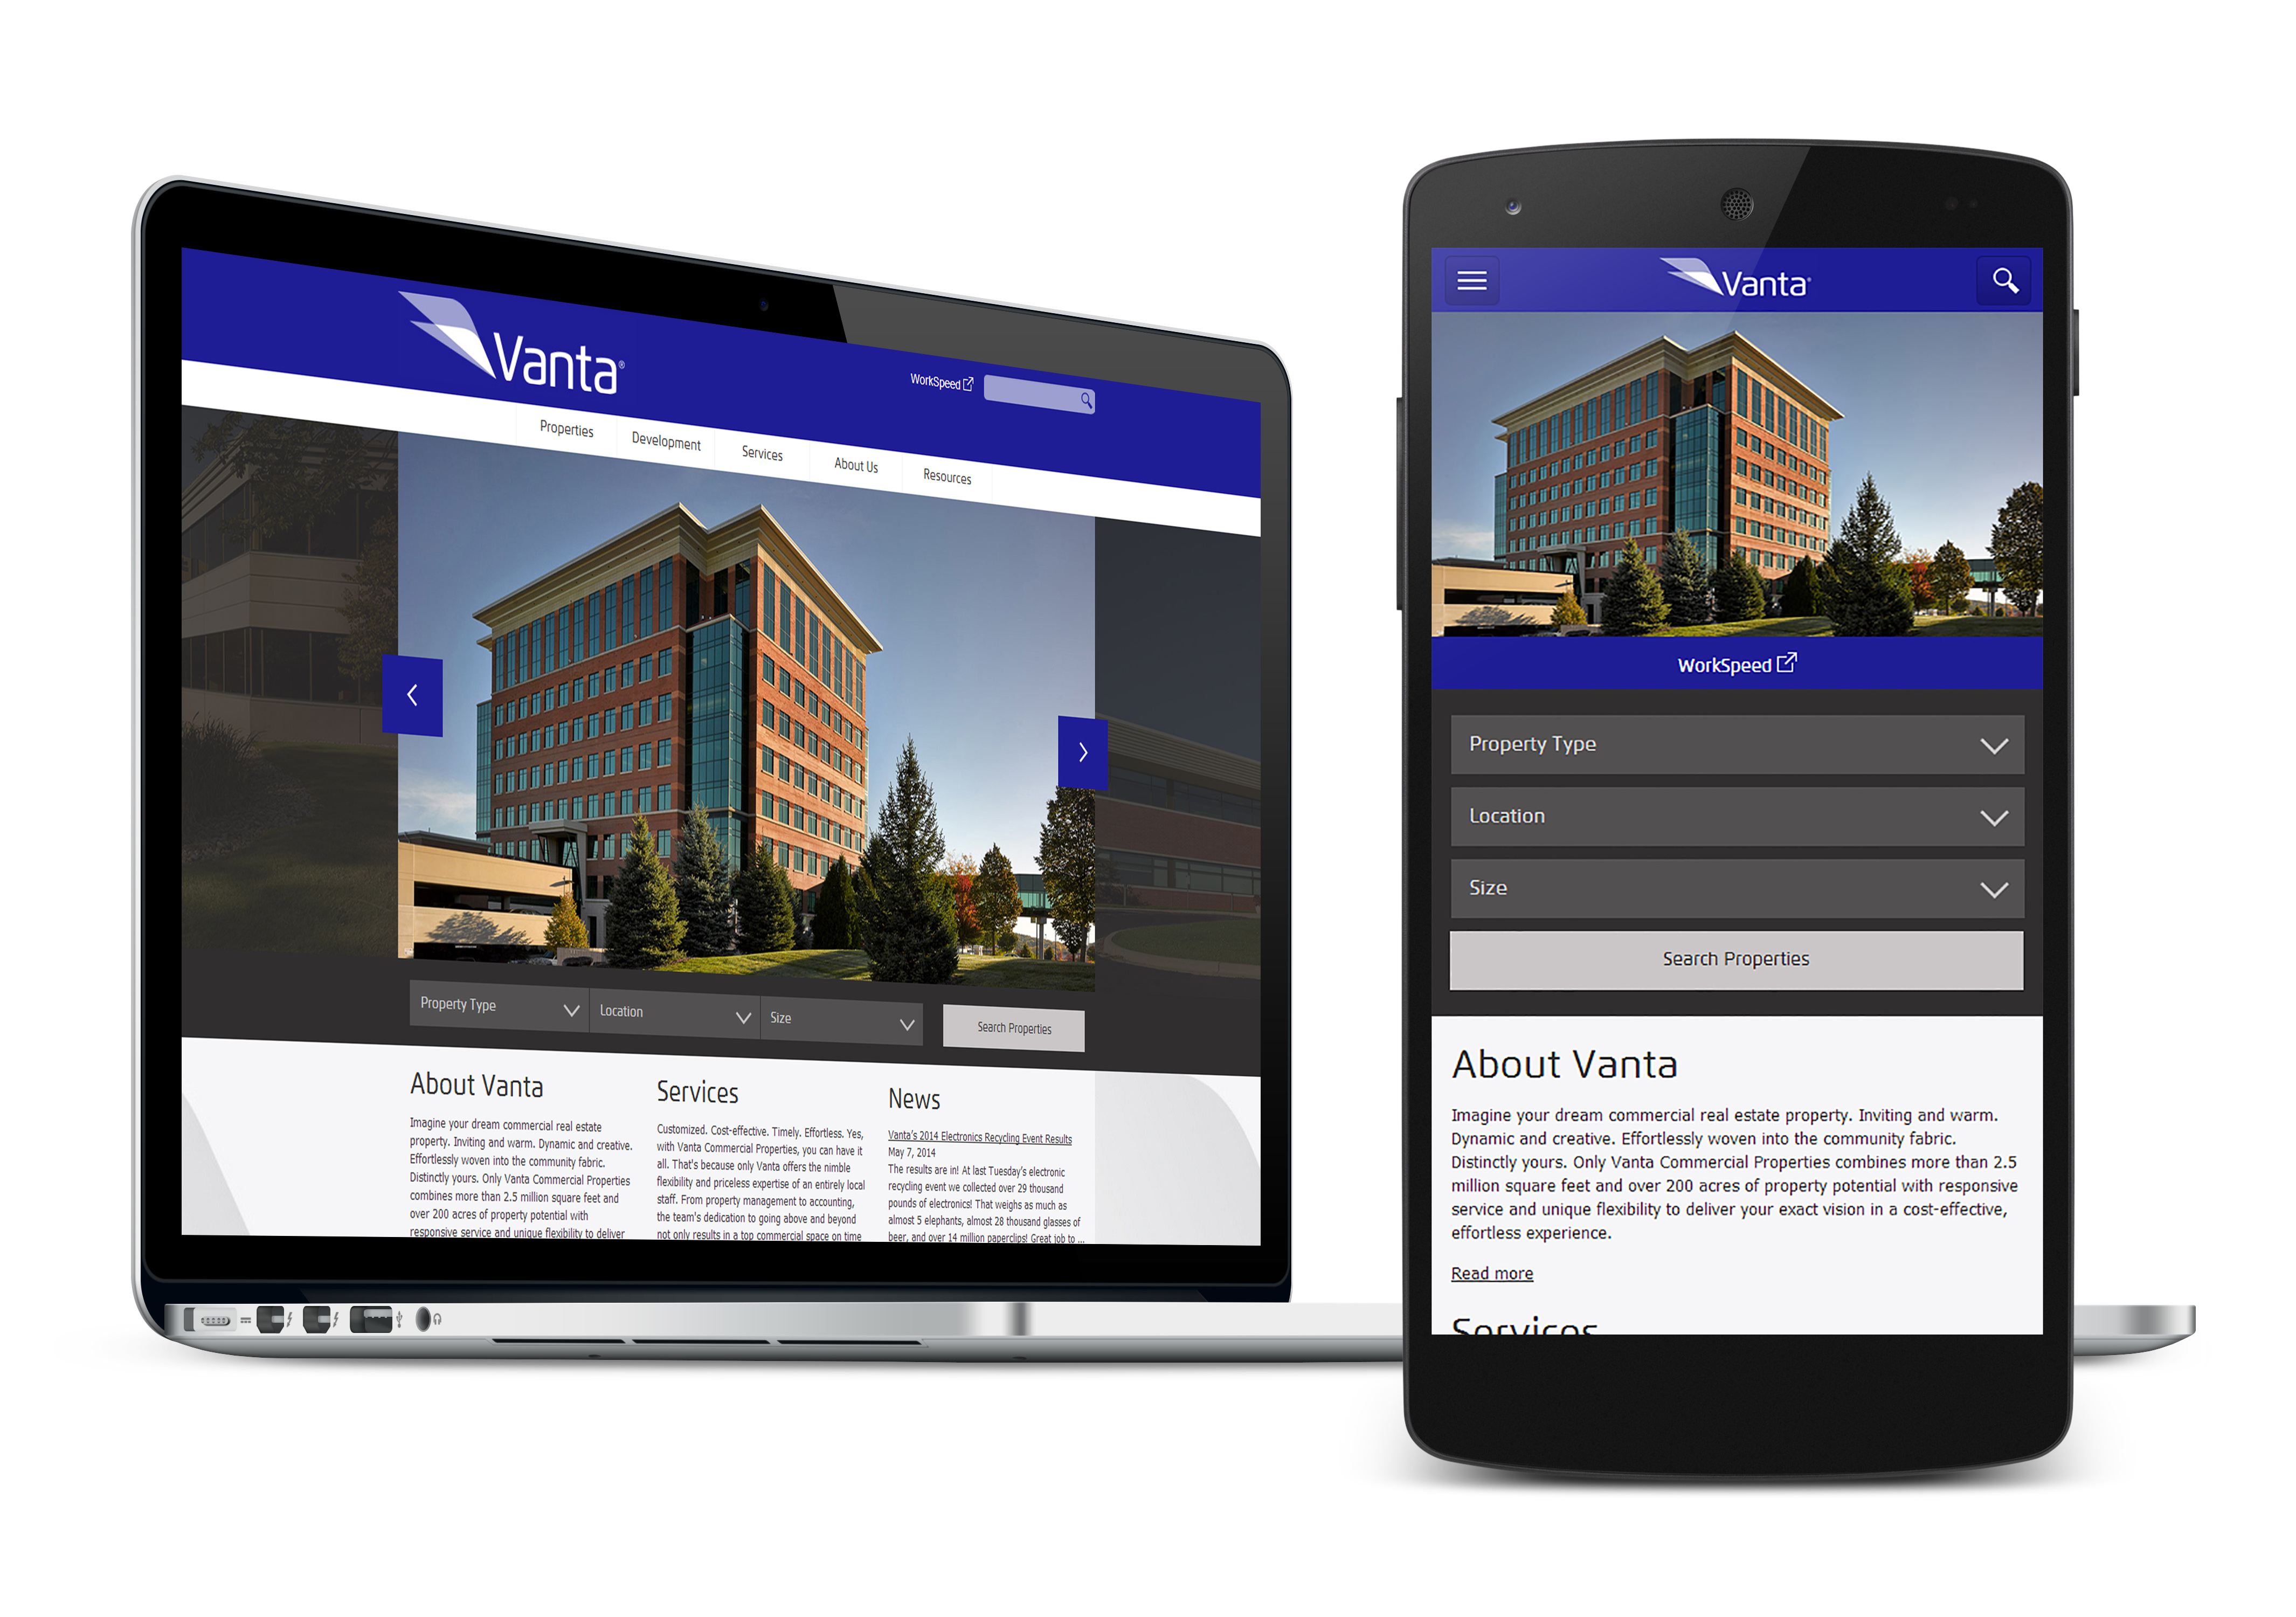 Vanta®
WorkSpeed
Properties
Development
Services
About Us
Resources
Property Type
Location
Size
Search Properties
About Vanta
Imagine your dream commercial real estate
property. Inviting and warm. Dynamic and creative.
Effortlessly woven into the community fabric.
Distinctly yours. Only Vanta Commercial Properties
combines more than 2.5 million square feet and
over 200 acres of property potential with
responsive service and unique flexibility to deliver
Services
Customized. Cost-effective. Timely. Effortless. Yes,
with Vanta Commercial Properties, you can have it
all. That's because only Vanta offers the nimble
flexibility and priceless expertise of an entirely local
staff. From property management to accounting,
the team's dedication to going above and beyond
not only results in a top commercial space on time
News
Vanta's 2014 Electronics Recycling Event Results
May 7, 2014
The results are in! At last Tuesday's electronic
recycling event we collected over 29 thousand
pounds of electronics! That weighs as much as
almost 5 elephants, almost 28 thousand glasses of
beer, and over 14 million paperclips! Great job to ...
Vanta®
WorkSpeed
Property Type
Location
Size
Search Properties
About Vanta
Imagine your dream commercial real estate property. Inviting and warm.
Dynamic and creative. Effortlessly woven into the community fabric.
Distinctly yours. Only Vanta Commercial Properties combines more than 2.5
million square feet and over 200 acres of property potential with responsive
service and unique flexibility to deliver your exact vision in a cost-effective,
effortless experience.
Read more
Services